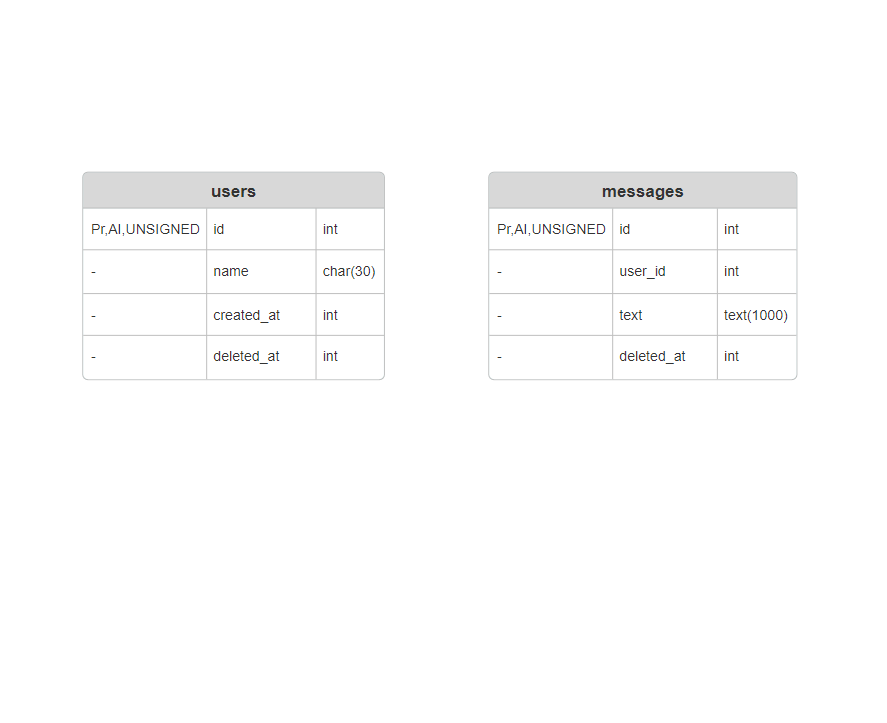 users
Pr,AI,UNSIGNED id int
- name char(30)
- created_at int
- deleted_at int
messages
Pr,AI,UNSIGNED id int
- user_id int
- text text(1000)
- deleted_at int